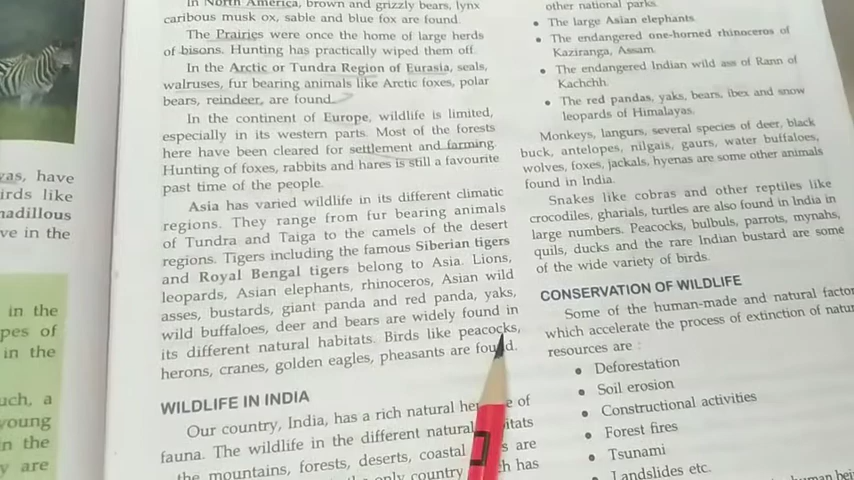 vas, have
irds like
nadillous
ve in the
in the
pes of
in the
uch, a
young
n the
y are
In North America, brown and grizzly bears, lynx
caribous musk ox, sable and blue fox are found.
The Prairies were once the home of large herds
of bisons. Hunting has practically wiped them off.
In the Arctic or Tundra Region of Eurasia, seals,
walruses, fur bearing animals like Arctic foxes, polar
bears, reindeer, are found.
In the continent of Europe, wildlife is limited,
especially in its western parts. Most of the forests
here have been cleared for settlement and farming.
Hunting of foxes, rabbits and hares is still a favourite
past time of the people.
Asia has varied wildlife in its different climatic
regions. They range from fur bearing animals
of Tundra and Taiga to the camels of the desert
regions. Tigers including the famous Siberian tigers
and Royal Bengal tigers belong to Asia. Lions,
leopards, Asian elephants, rhinoceros, Asian wild
asses, bustards, giant panda and red panda, yaks,
wild buffaloes, deer and bears are widely found in
its different natural habitats. Birds like peacocks,
herons, cranes, golden eagles, pheasants are found.
WILDLIFE IN INDIA
Our country, India, has a rich natural of
fauna. The wildlife in the different natural
the mountains, forests, deserts, coastal are
only country has
other national parks.
• The large Asian elephants.
• The endangered one-horned rhinoceros of
Kaziranga, Assam.
• The endangered Indian wild ass of Rann of
Kachchh.
• The red pandas, yaks, bears, ibex and snow
leopards of Himalayas.
Monkeys, langurs, several species of deer, black
buck, antelopes, nilgais, gaurs, water buffaloes,
wolves, foxes, jackals, hyenas are some other animals
found in India.
Snakes like cobras and other reptiles like
crocodiles, gharials, turtles are also found in India in
large numbers. Peacocks, bulbuls, parrots, mynahs,
quils, ducks and the rare Indian bustard are some
of the wide variety of birds.
CONSERVATION OF WILDLIFE
Some of the human-made and natural factor
which accelerate the process of extinction of natur
resources are :
• Deforestation
• Soil erosion
• Constructional activities
• Forest fires
• Tsunami
• Landslides etc.
human bei